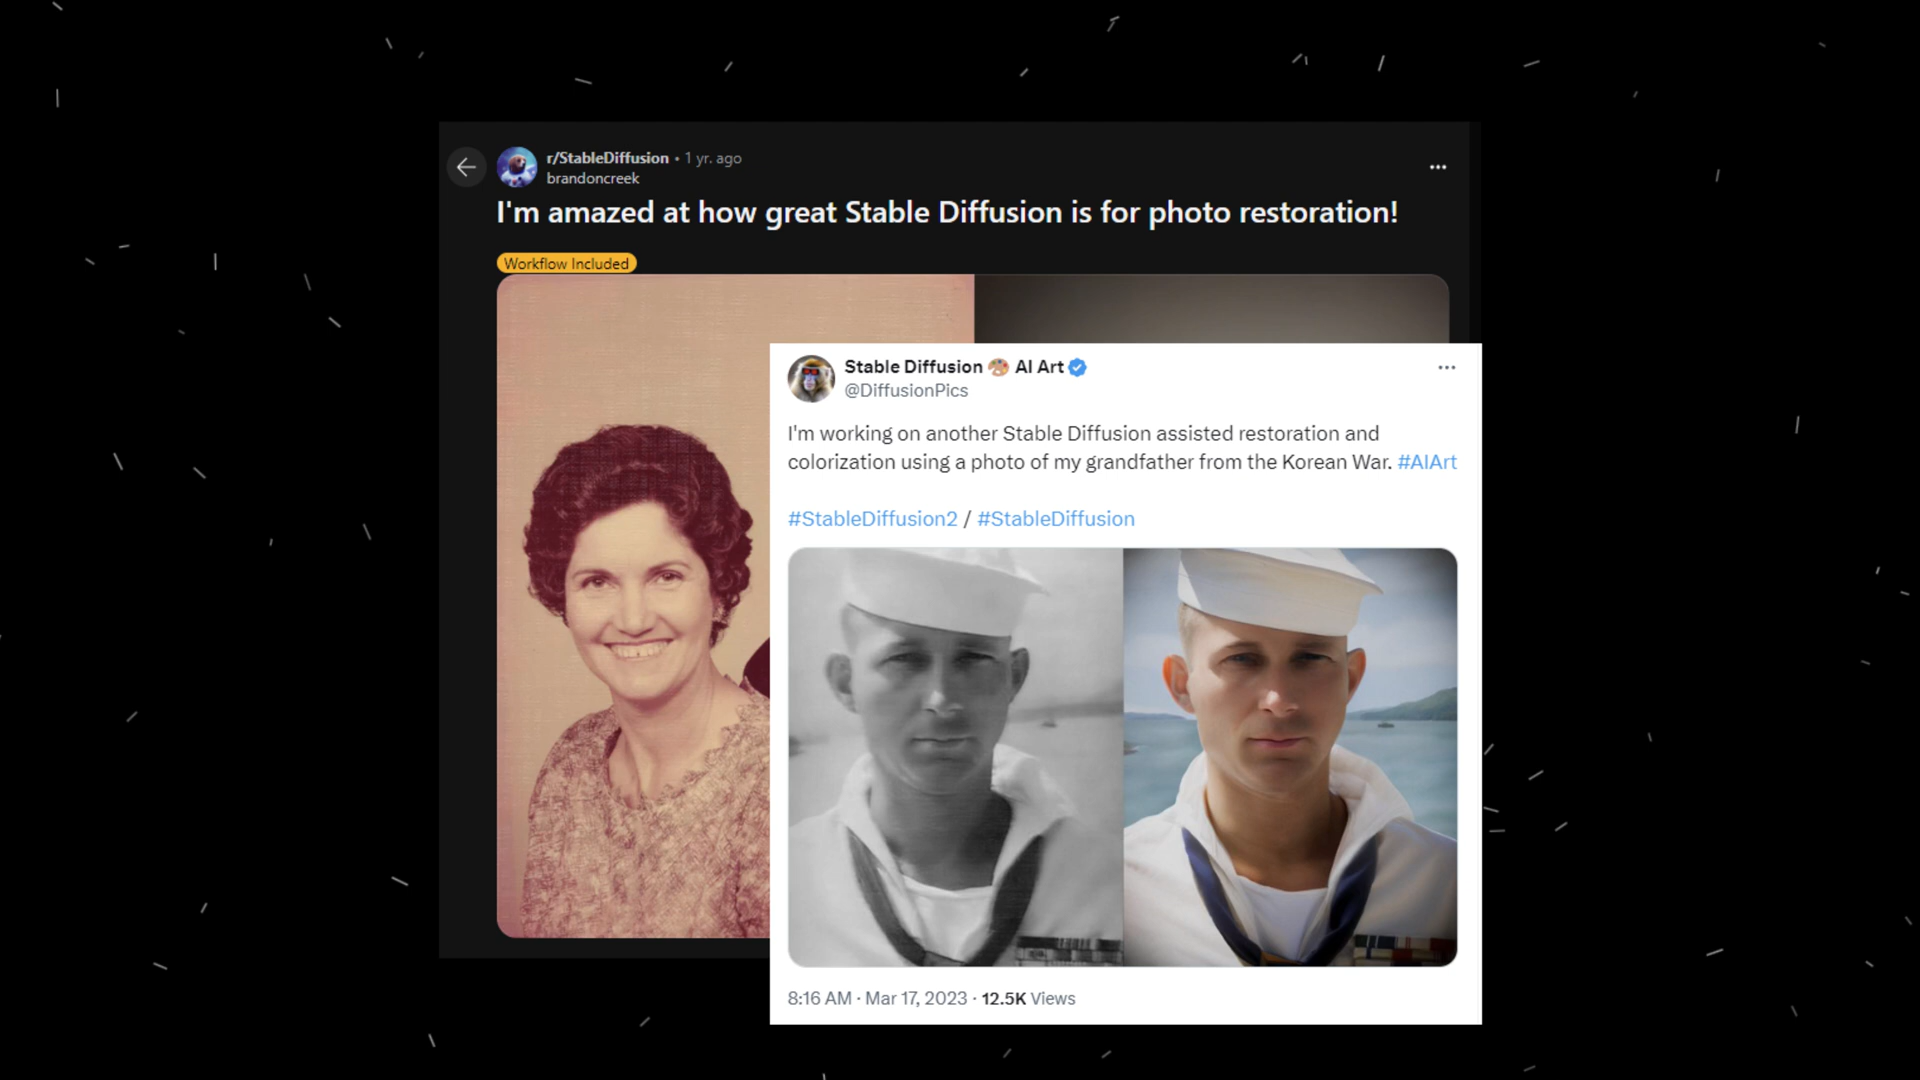 r/StableDiffusion • 1 yr. ago
brandoncreek
I'm amazed at how great Stable Diffusion is for photo restoration!
Workflow Included
Stable Diffusion 🎨 AI Art
@DiffusionPics
I'm working on another Stable Diffusion assisted restoration and
colorization using a photo of my grandfather from the Korean War. #AIArt
#StableDiffusion2 / #StableDiffusion
8:16 AM · Mar 17, 2023 · 12.5K Views